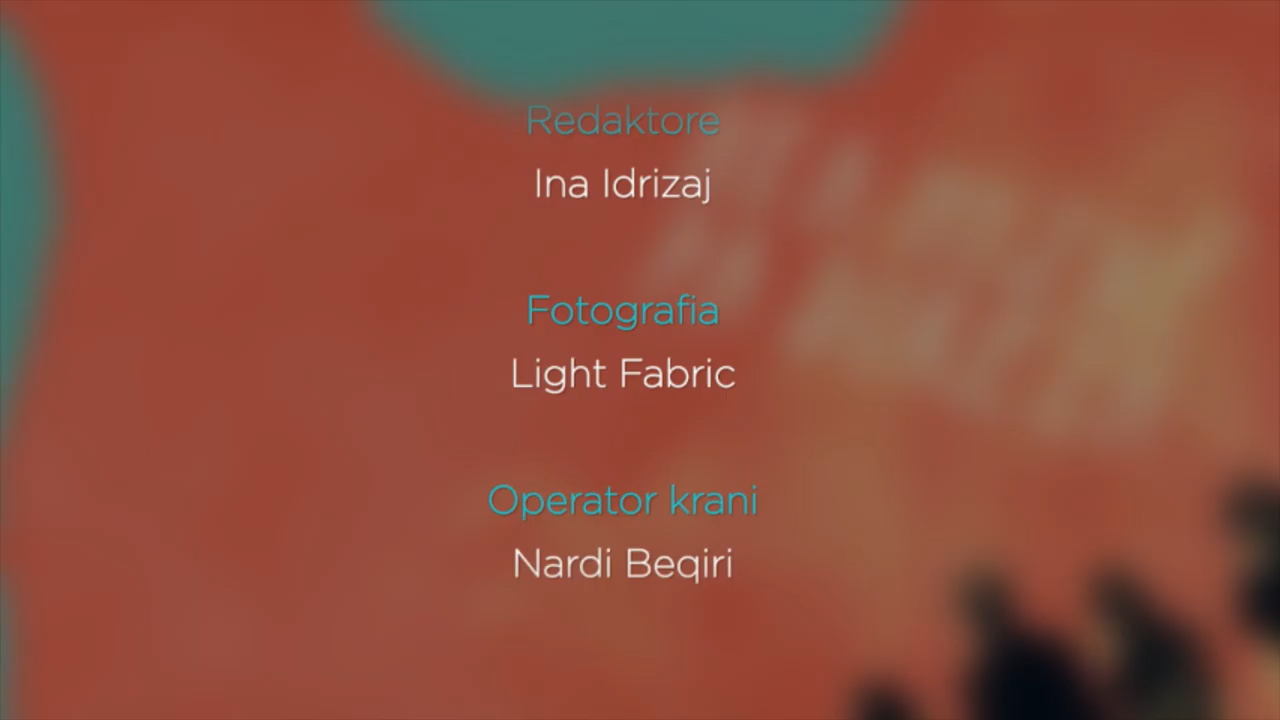 Redaktore
Ina Idrizaj
Fotografia
Light Fabric
Operator krani
Nardi Beqiri